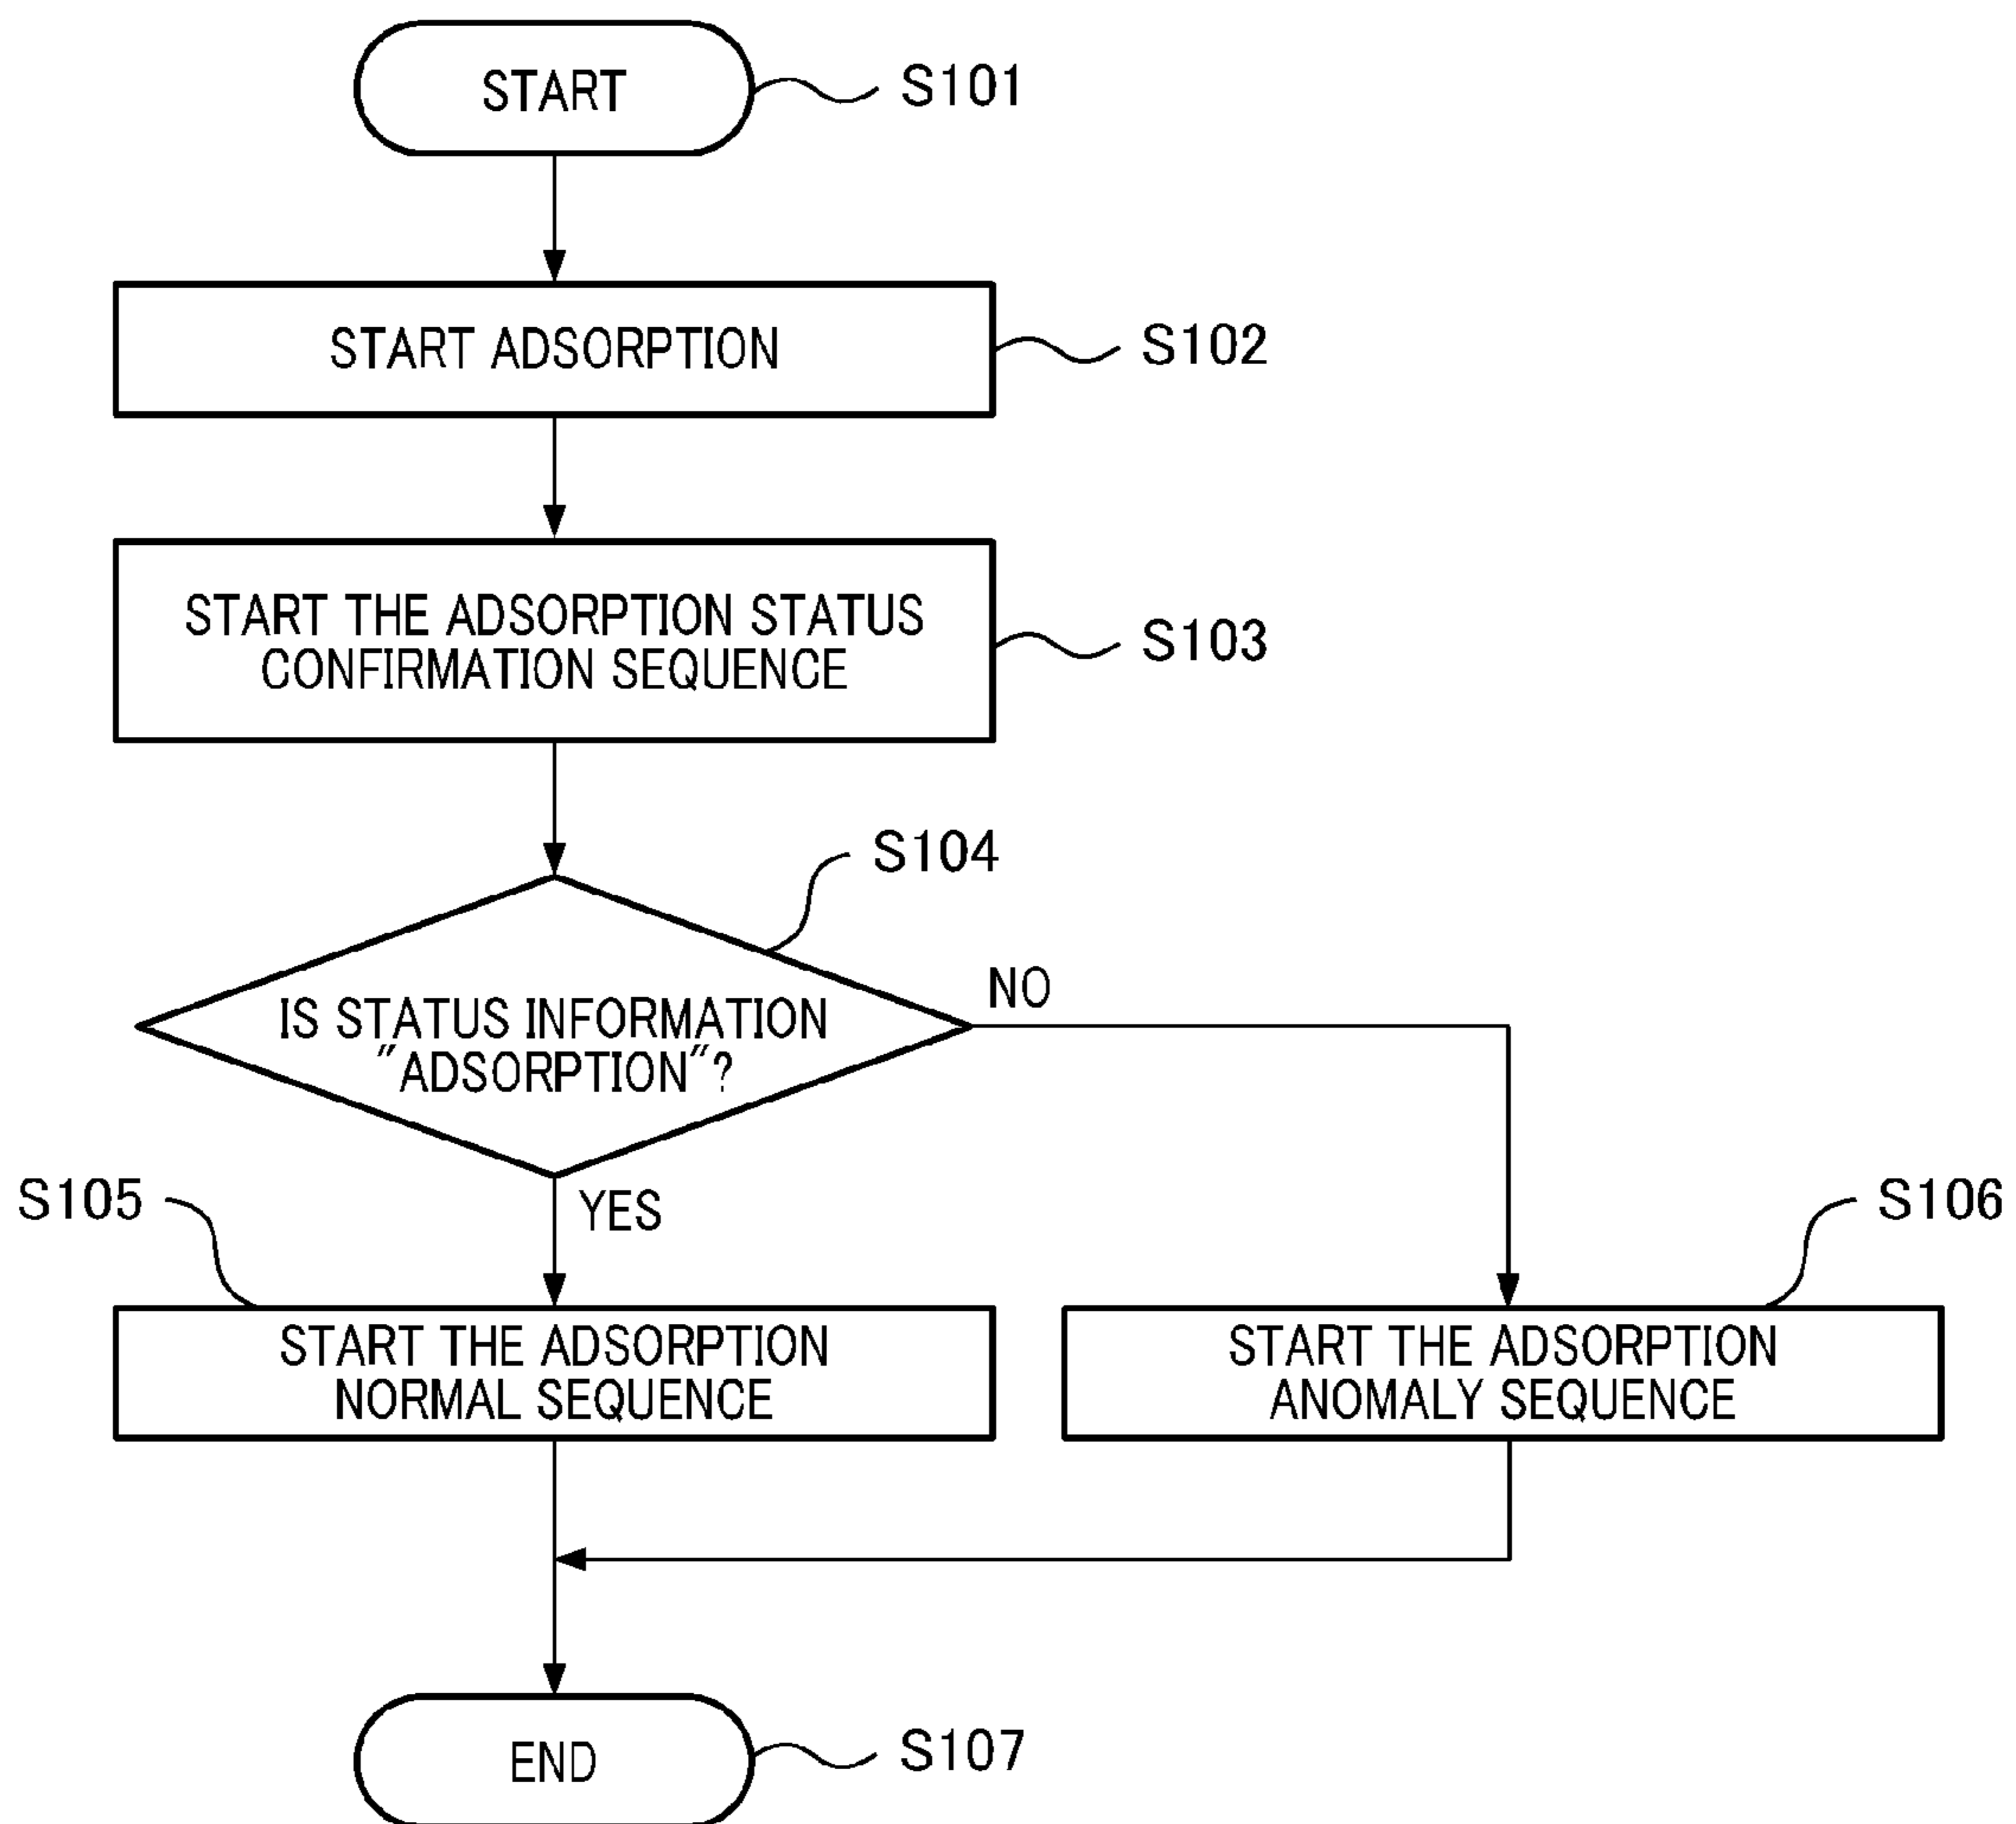 START
S101
START ADSORPTION
S102
START THE ADSORPTION STATUS
CONFIRMATION SEQUENCE
S103
S104
IS STATUS INFORMATION
"ADSORPTION"?
NO
YES
S105
START THE ADSORPTION
NORMAL SEQUENCE
S106
START THE ADSORPTION
ANOMALY SEQUENCE
END
S107